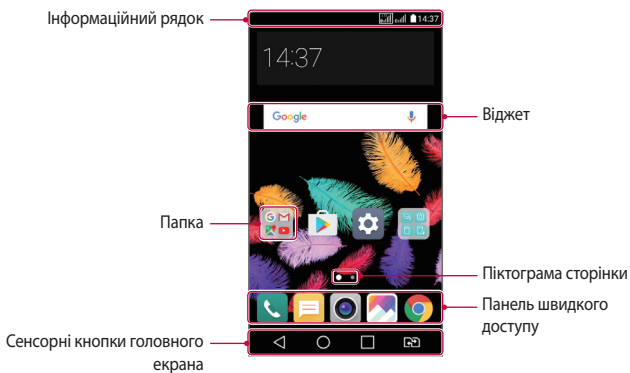 Інформаційний рядок
14:37
14:37
Google
Віджет
Папка
Піктограма сторінки
Панель швидкого
доступу
Сенсорні кнопки головного
екрана